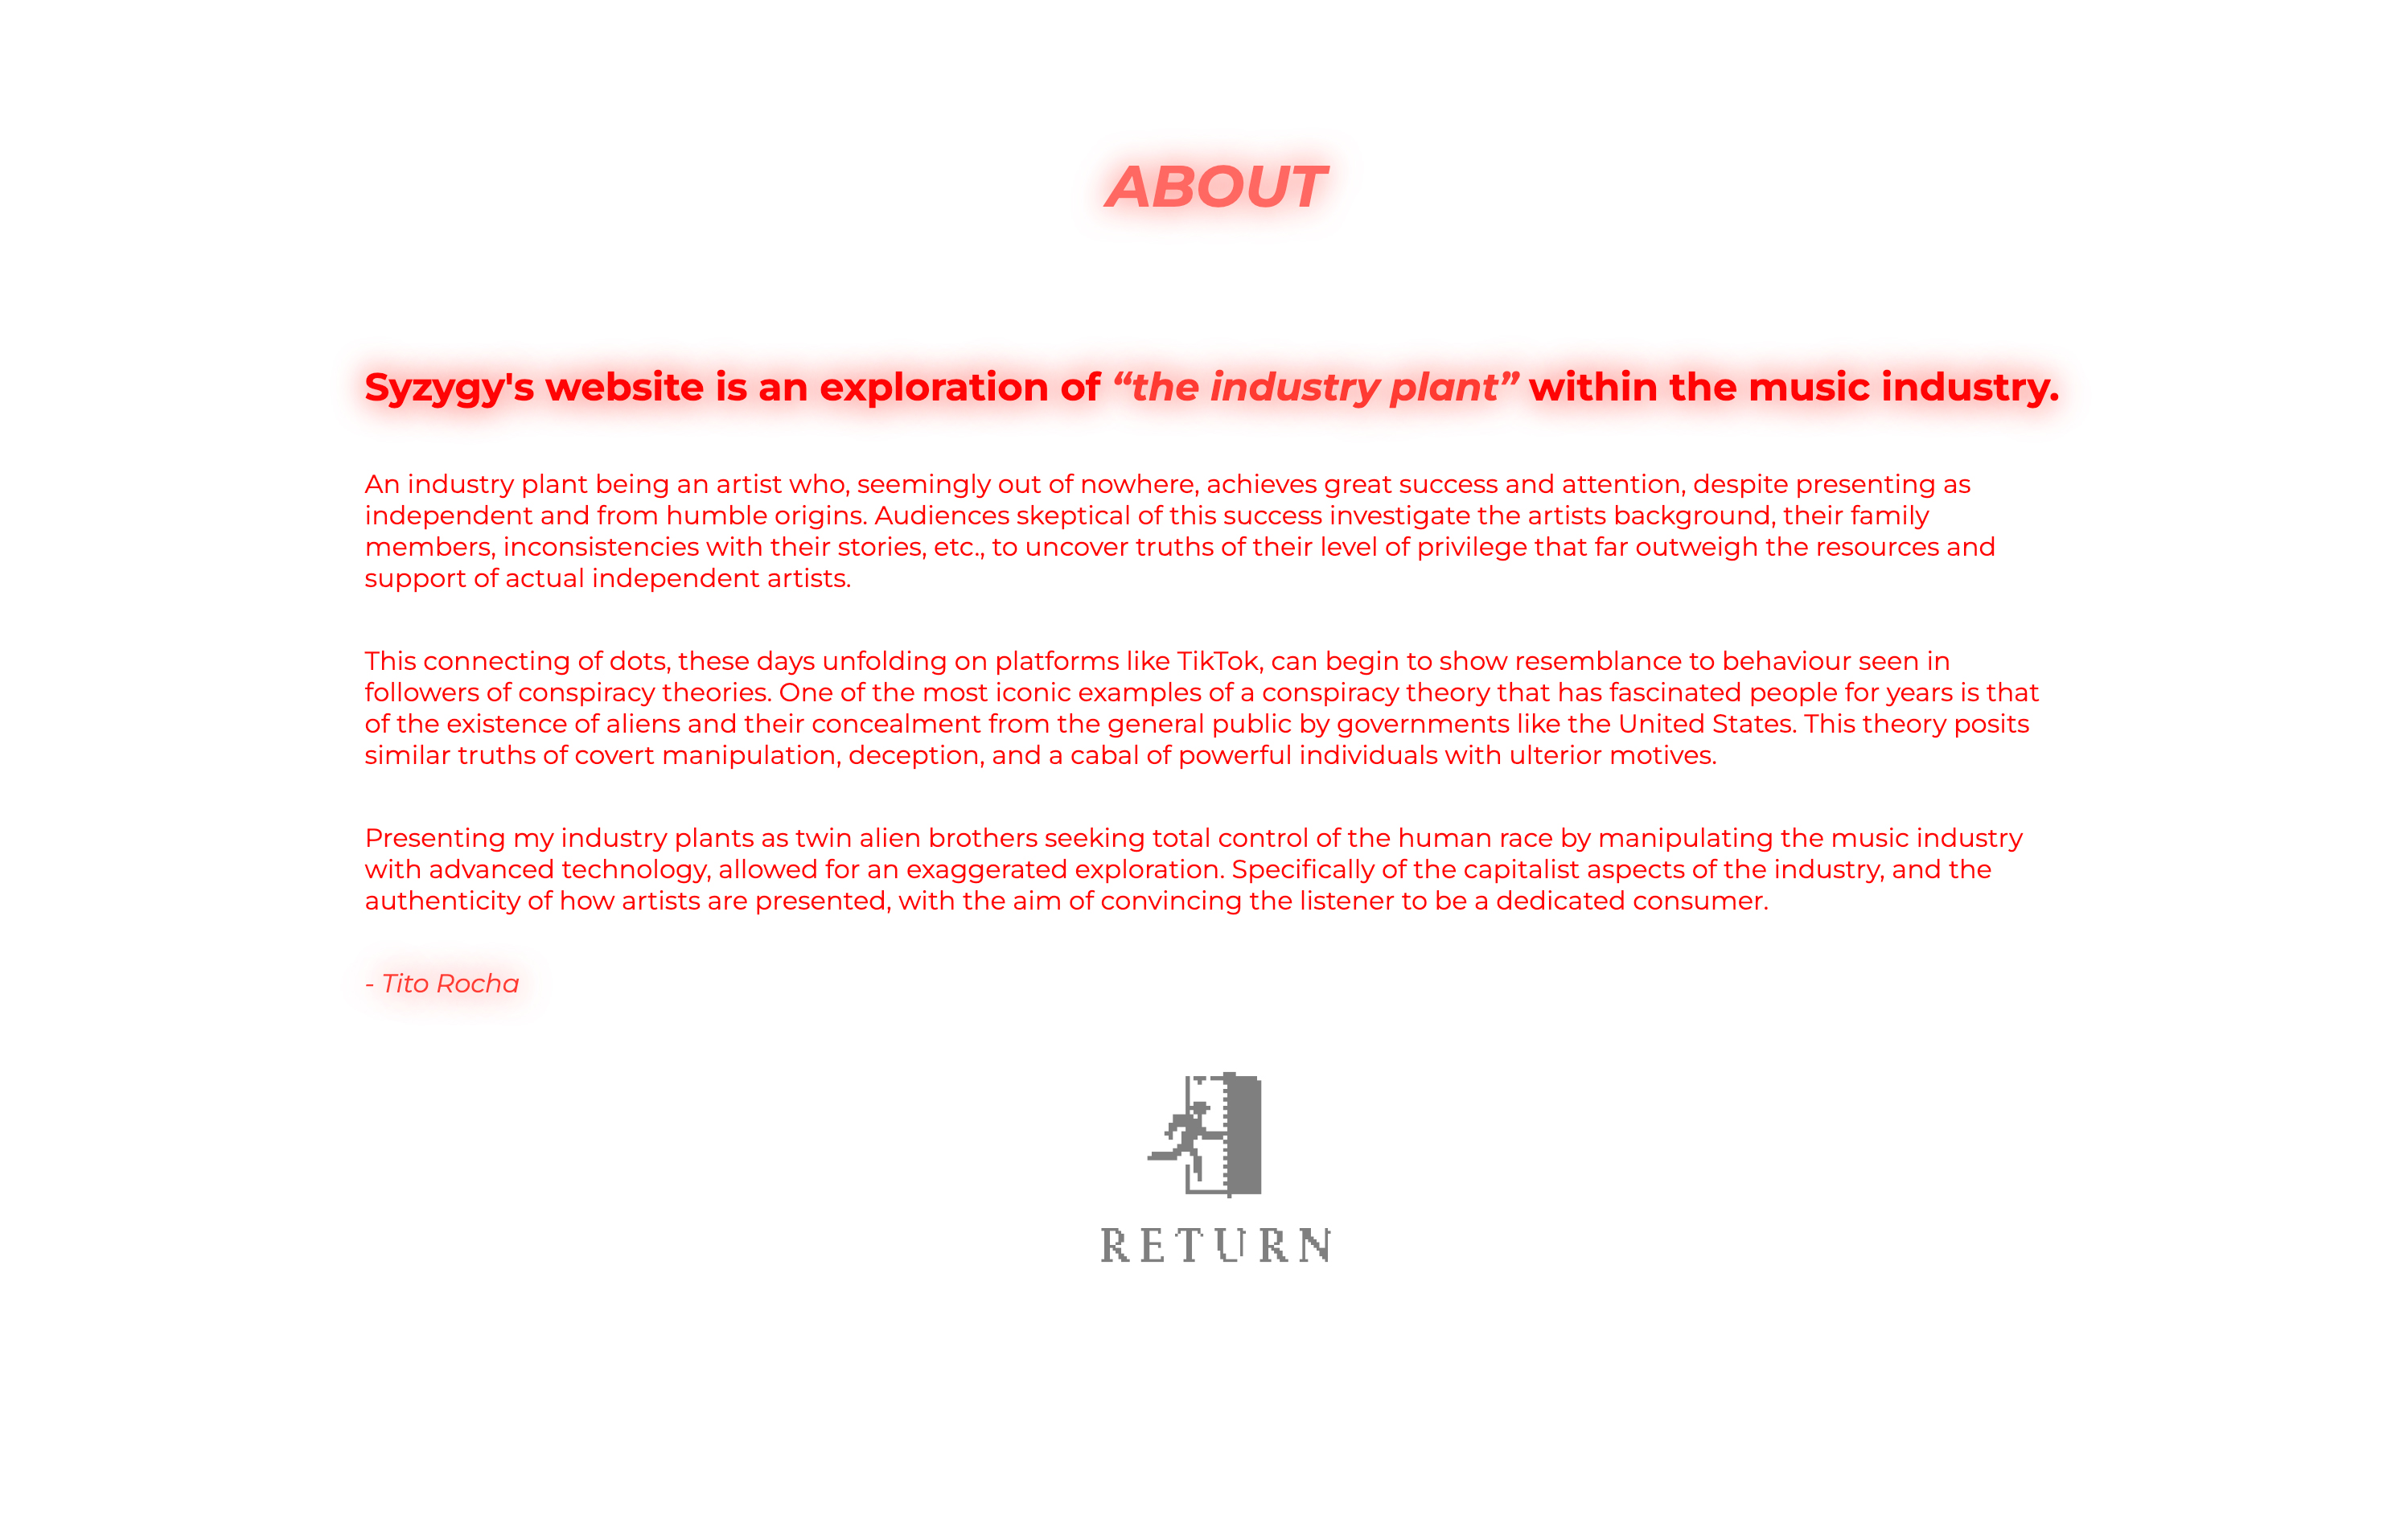 ABOUT
Syzygy's website is an exploration of “the industry plant” within the music industry.
An industry plant being an artist who, seemingly out of nowhere, achieves great success and attention, despite presenting as
independent and from humble origins. Audiences skeptical of this success investigate the artists background, their family
members, inconsistencies with their stories, etc., to uncover truths of their level of privilege that far outweigh the resources and
support of actual independent artists.
This connecting of dots, these days unfolding on platforms like TikTok, can begin to show resemblance to behaviour seen in
followers of conspiracy theories. One of the most iconic examples of a conspiracy theory that has fascinated people for years is that
of the existence of aliens and their concealment from the general public by governments like the United States. This theory posits
similar truths of covert manipulation, deception, and a cabal of powerful individuals with ulterior motives.
Presenting my industry plants as twin alien brothers seeking total control of the human race by manipulating the music industry
with advanced technology, allowed for an exaggerated exploration. Specifically of the capitalist aspects of the industry, and the
authenticity of how artists are presented, with the aim of convincing the listener to be a dedicated consumer.
- Tito Rocha
RETURN